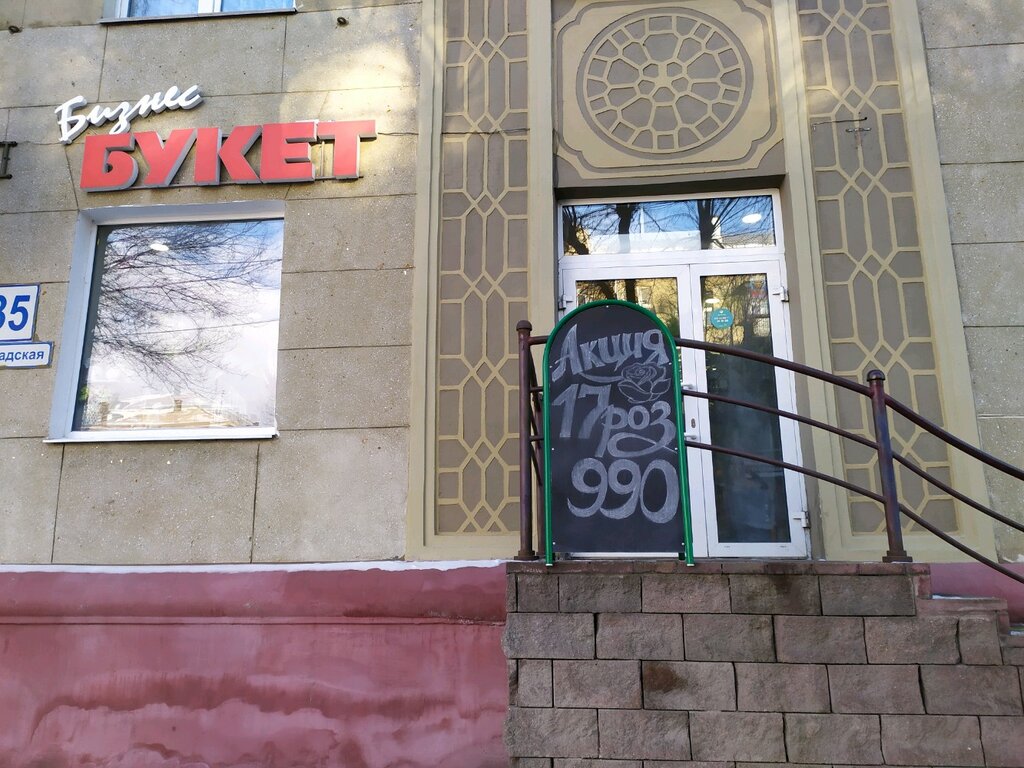 Бизнес
БУКЕТ
35
адская
Акция
17 роз
990